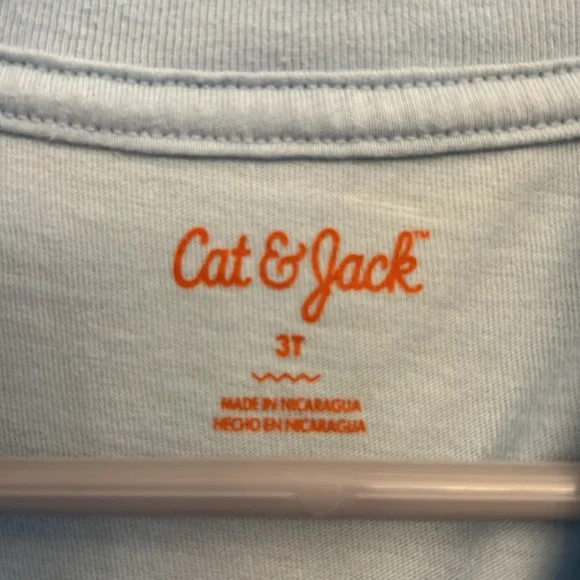 Cat & Jack™
3T
MADE IN NICARAGUA
HECHO EN NICARAGUA